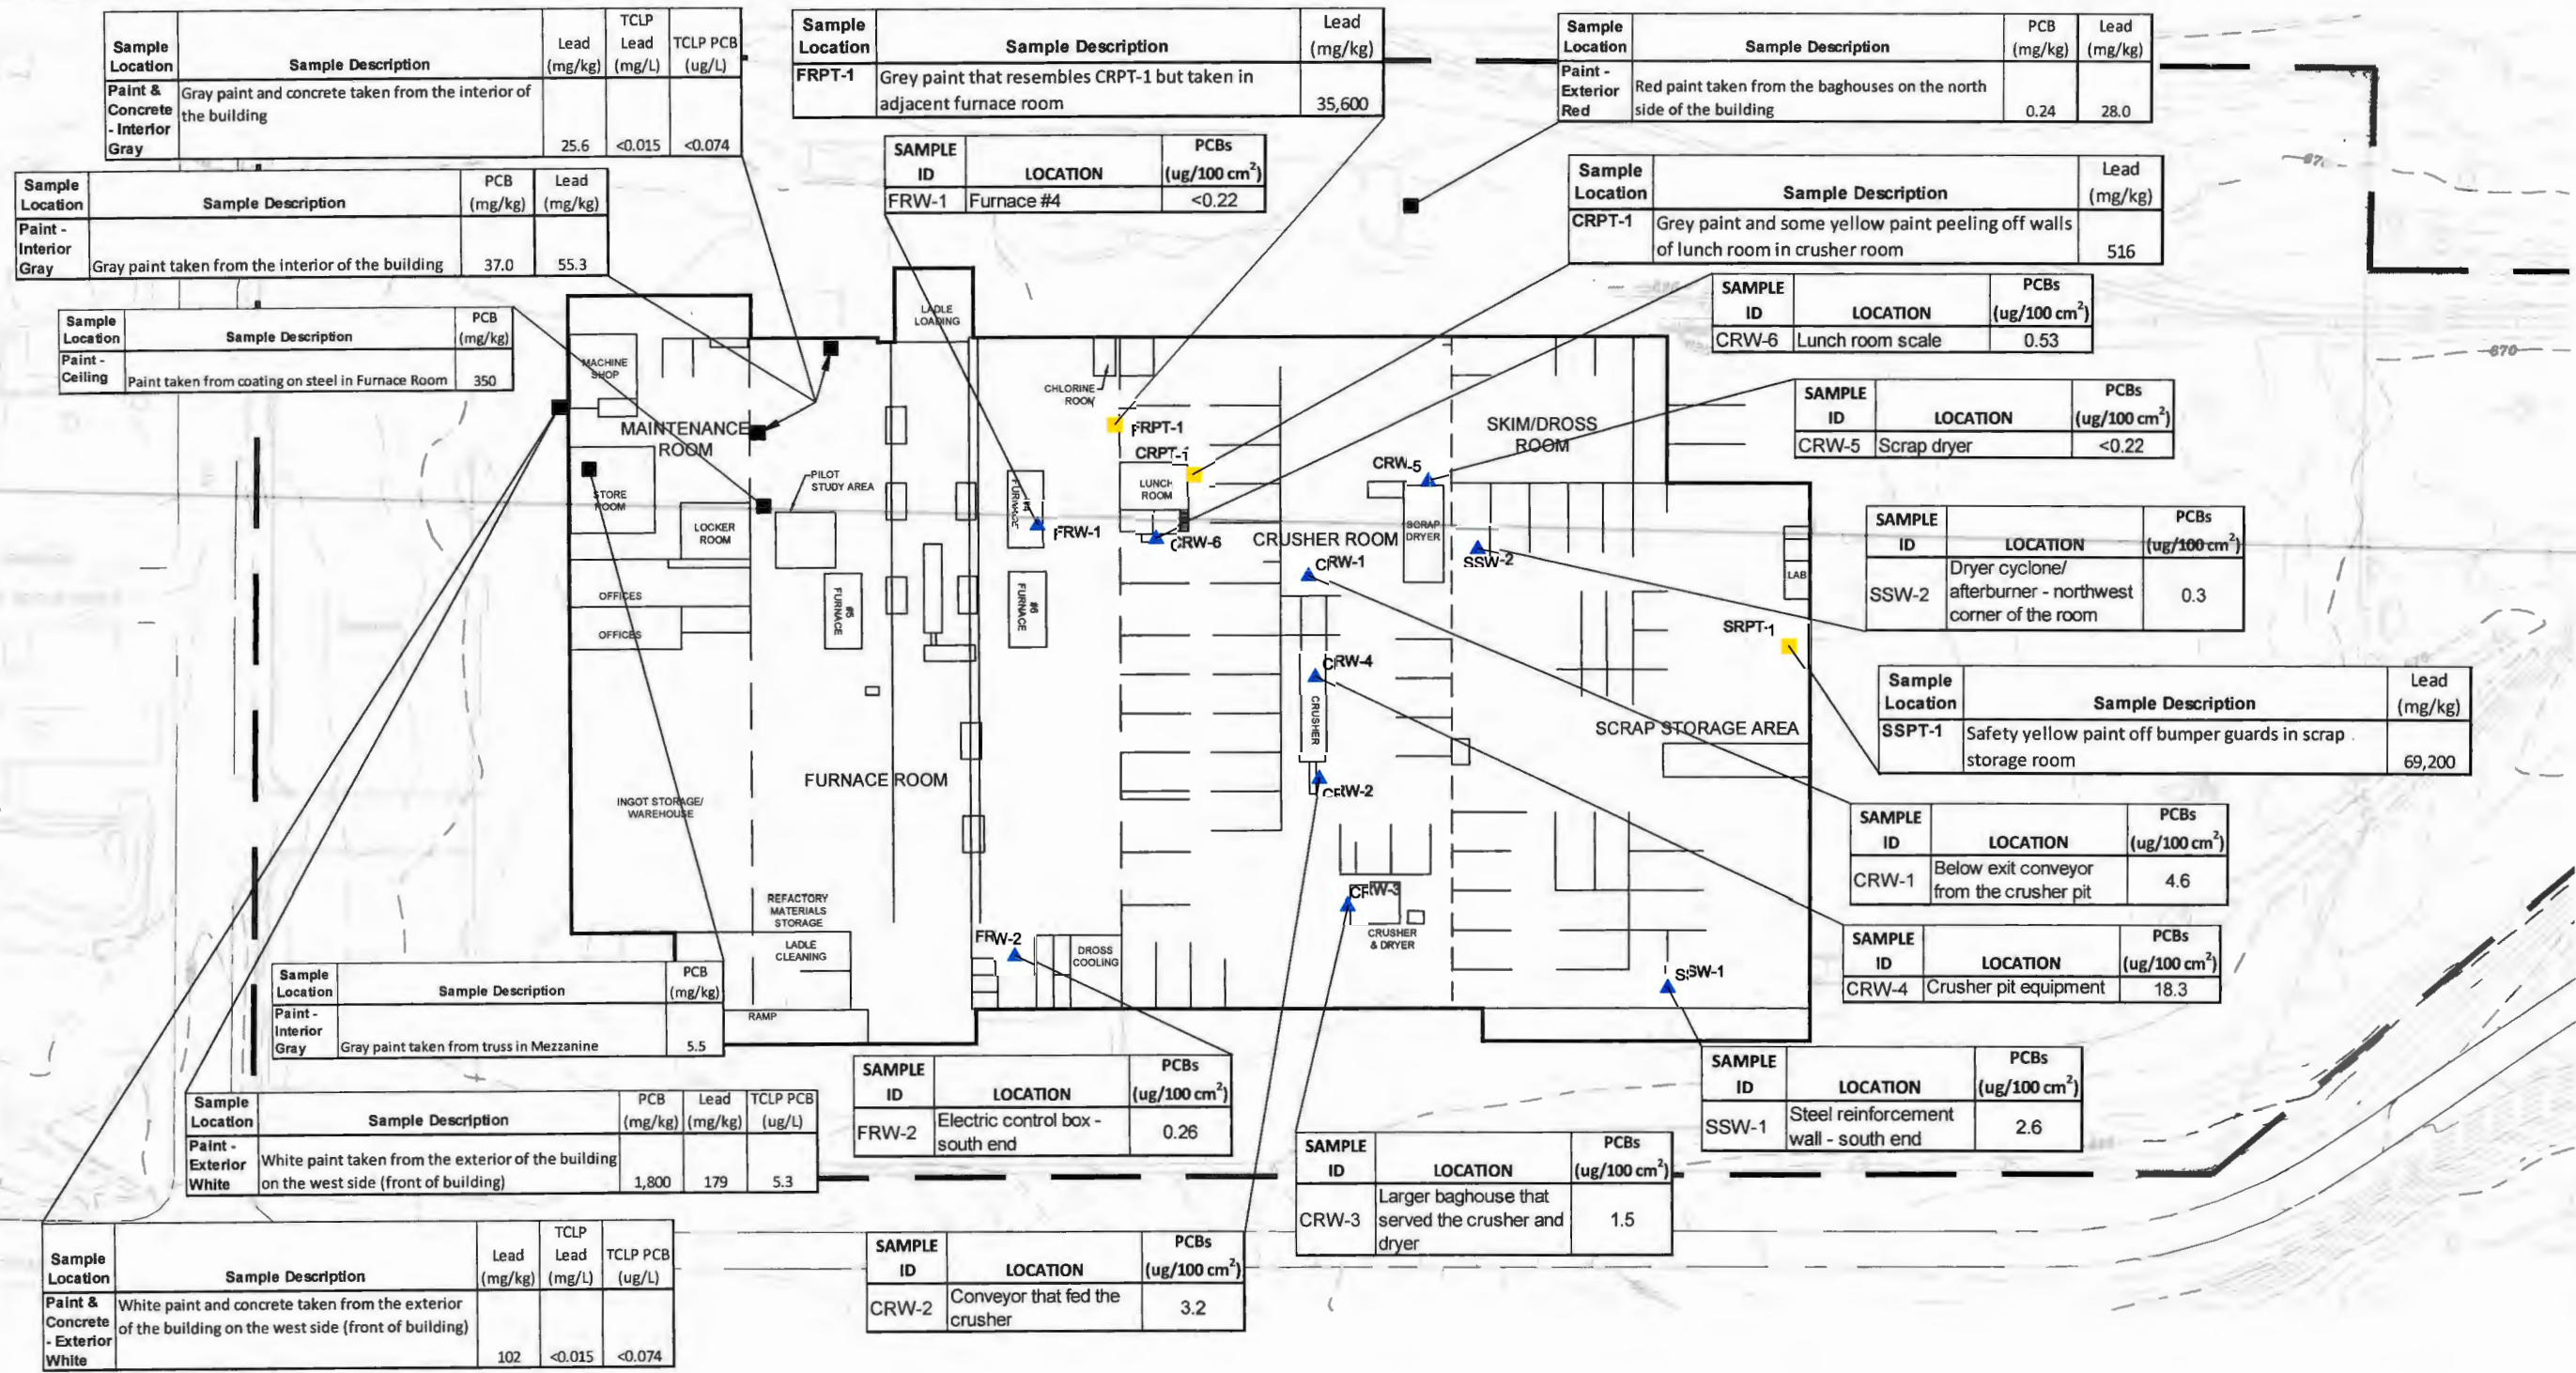 Sample Location	Sample Description	Lead (mg/kg)	TCLP Lead (mg/L)	TCLP PCB (ug/L)
Paint & Concrete - Interior Gray	Gray paint and concrete taken from the interior of the building	25.6	<0.015	<0.074
Sample Location	Sample Description	Lead (mg/kg)
FRPT-1	Grey paint that resembles CRPT-1 but taken in adjacent furnace room	35,600
Sample Location	Sample Description	PCB (mg/kg)	Lead (mg/kg)
Paint - Exterior Red	Red paint taken from the baghouses on the north side of the building	0.24	28.0
SAMPLE ID	LOCATION	PCBs (ug/100 cm²)
FRW-1	Furnace #4	<0.22
Sample Location	Sample Description	Lead (mg/kg)
CRPT-1	Grey paint and some yellow paint peeling off walls of lunch room in crusher room	516
Sample Location	Sample Description	PCB (mg/kg)	Lead (mg/kg)
Paint - Interior Gray	Gray paint taken from the interior of the building	37.0	55.3
SAMPLE ID	LOCATION	PCBs (ug/100 cm²)
CRW-6	Lunch room scale	0.53
Sample Location	Sample Description	PCB (mg/kg)
Paint - Ceiling	Paint taken from coating on steel in Furnace Room	350
SAMPLE ID	LOCATION	PCBs (ug/100 cm²)
CRW-5	Scrap dryer	<0.22
670
LADLE LOADING
MACHINE SHOP
MAINTENANCE ROOM
CHLORINE ROOM
FRPT-1
CRPT-1
LUNCH ROOM
SKIM/DROSS ROOM
CRW-5
STORE ROOM
LOCKER ROOM
PILOT STUDY AREA
#4 FURNACE
FRW-1
CRW-6
CRUSHER ROOM
SCRAP DRYER
SSW-2
CRW-1
LAB
OFFICES
OFFICES
#5 FURNACE
#6 FURNACE
CRW-4
CRUSHER
SRPT-1
SCRAP STORAGE AREA
FURNACE ROOM
CRW-2
INGOT STORAGE/ WAREHOUSE
REFACTORY MATERIALS STORAGE
LADLE CLEANING
RAMP
FRW-2
DROSS COOLING
CRW-3
CRUSHER & DRYER
SSW-1
SAMPLE ID	LOCATION	PCBs (ug/100 cm²)
SSW-2	Dryer cyclone/ afterburner - northwest corner of the room	0.3
Sample Location	Sample Description	Lead (mg/kg)
SSPT-1	Safety yellow paint off bumper guards in scrap storage room	69,200
SAMPLE ID	LOCATION	PCBs (ug/100 cm²)
CRW-1	Below exit conveyor from the crusher pit	4.6
SAMPLE ID	LOCATION	PCBs (ug/100 cm²)
CRW-4	Crusher pit equipment	18.3
Sample Location	Sample Description	PCB (mg/kg)
Paint - Interior Gray	Gray paint taken from truss in Mezzanine	5.5
SAMPLE ID	LOCATION	PCBs (ug/100 cm²)
FRW-2	Electric control box - south end	0.26
SAMPLE ID	LOCATION	PCBs (ug/100 cm²)
SSW-1	Steel reinforcement wall - south end	2.6
Sample Location	Sample Description	PCB (mg/kg)	Lead (mg/kg)	TCLP PCB (ug/L)
Paint - Exterior White	White paint taken from the exterior of the building on the west side (front of building)	1,800	179	5.3
SAMPLE ID	LOCATION	PCBs (ug/100 cm²)
CRW-3	Larger baghouse that served the crusher and dryer	1.5
Sample Location	Sample Description	Lead (mg/kg)	TCLP Lead (mg/L)	TCLP PCB (ug/L)
Paint & Concrete - Exterior White	White paint and concrete taken from the exterior of the building on the west side (front of building)	102	<0.015	<0.074
SAMPLE ID	LOCATION	PCBs (ug/100 cm²)
CRW-2	Conveyor that fed the crusher	3.2